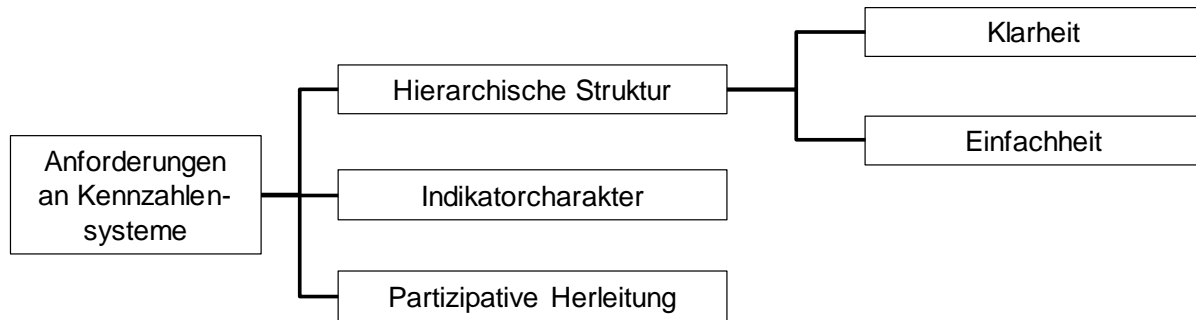 Anforderungen
an Kennzahlen-
systeme
Hierarchische Struktur
Indikatorcharakter
Partizipative Herleitung
Klarheit
Einfachheit